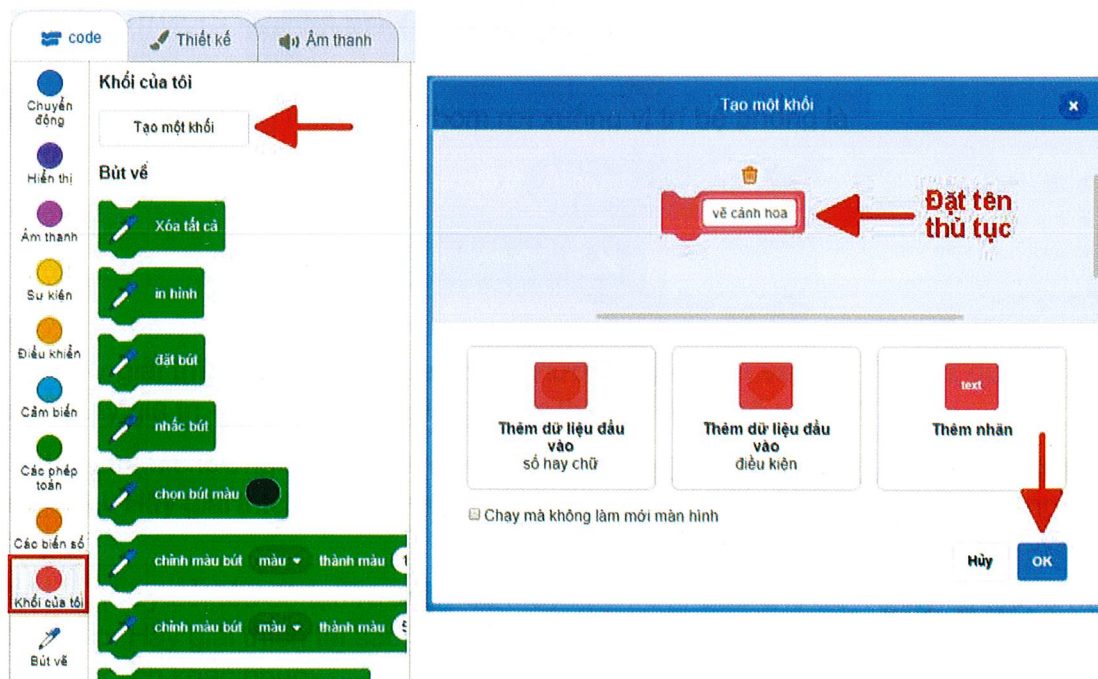 code
Thiết kế
Âm thanh
Chuyển
động
Hiển thị
Âm thanh
Sự kiện
Điều khiển
Cảm biến
Các phép
toán
Các biến số
Khối của tôi
Bút vẽ
Khối của tôi
Tạo một khối
Bút vẽ
Xóa tất cả
in hình
đặt bút
nhấc bút
chọn bút màu
chỉnh màu bút màu thành màu 1
chỉnh màu bút màu thành màu 5
Tạo một khối
vẽ cánh hoa
Đặt tên
thủ tục
text
Thêm dữ liệu đầu
vào
số hay chữ
Thêm dữ liệu đầu
vào
điều kiện
Thêm nhãn
Chạy mà không làm mới màn hình
Hủy
OK